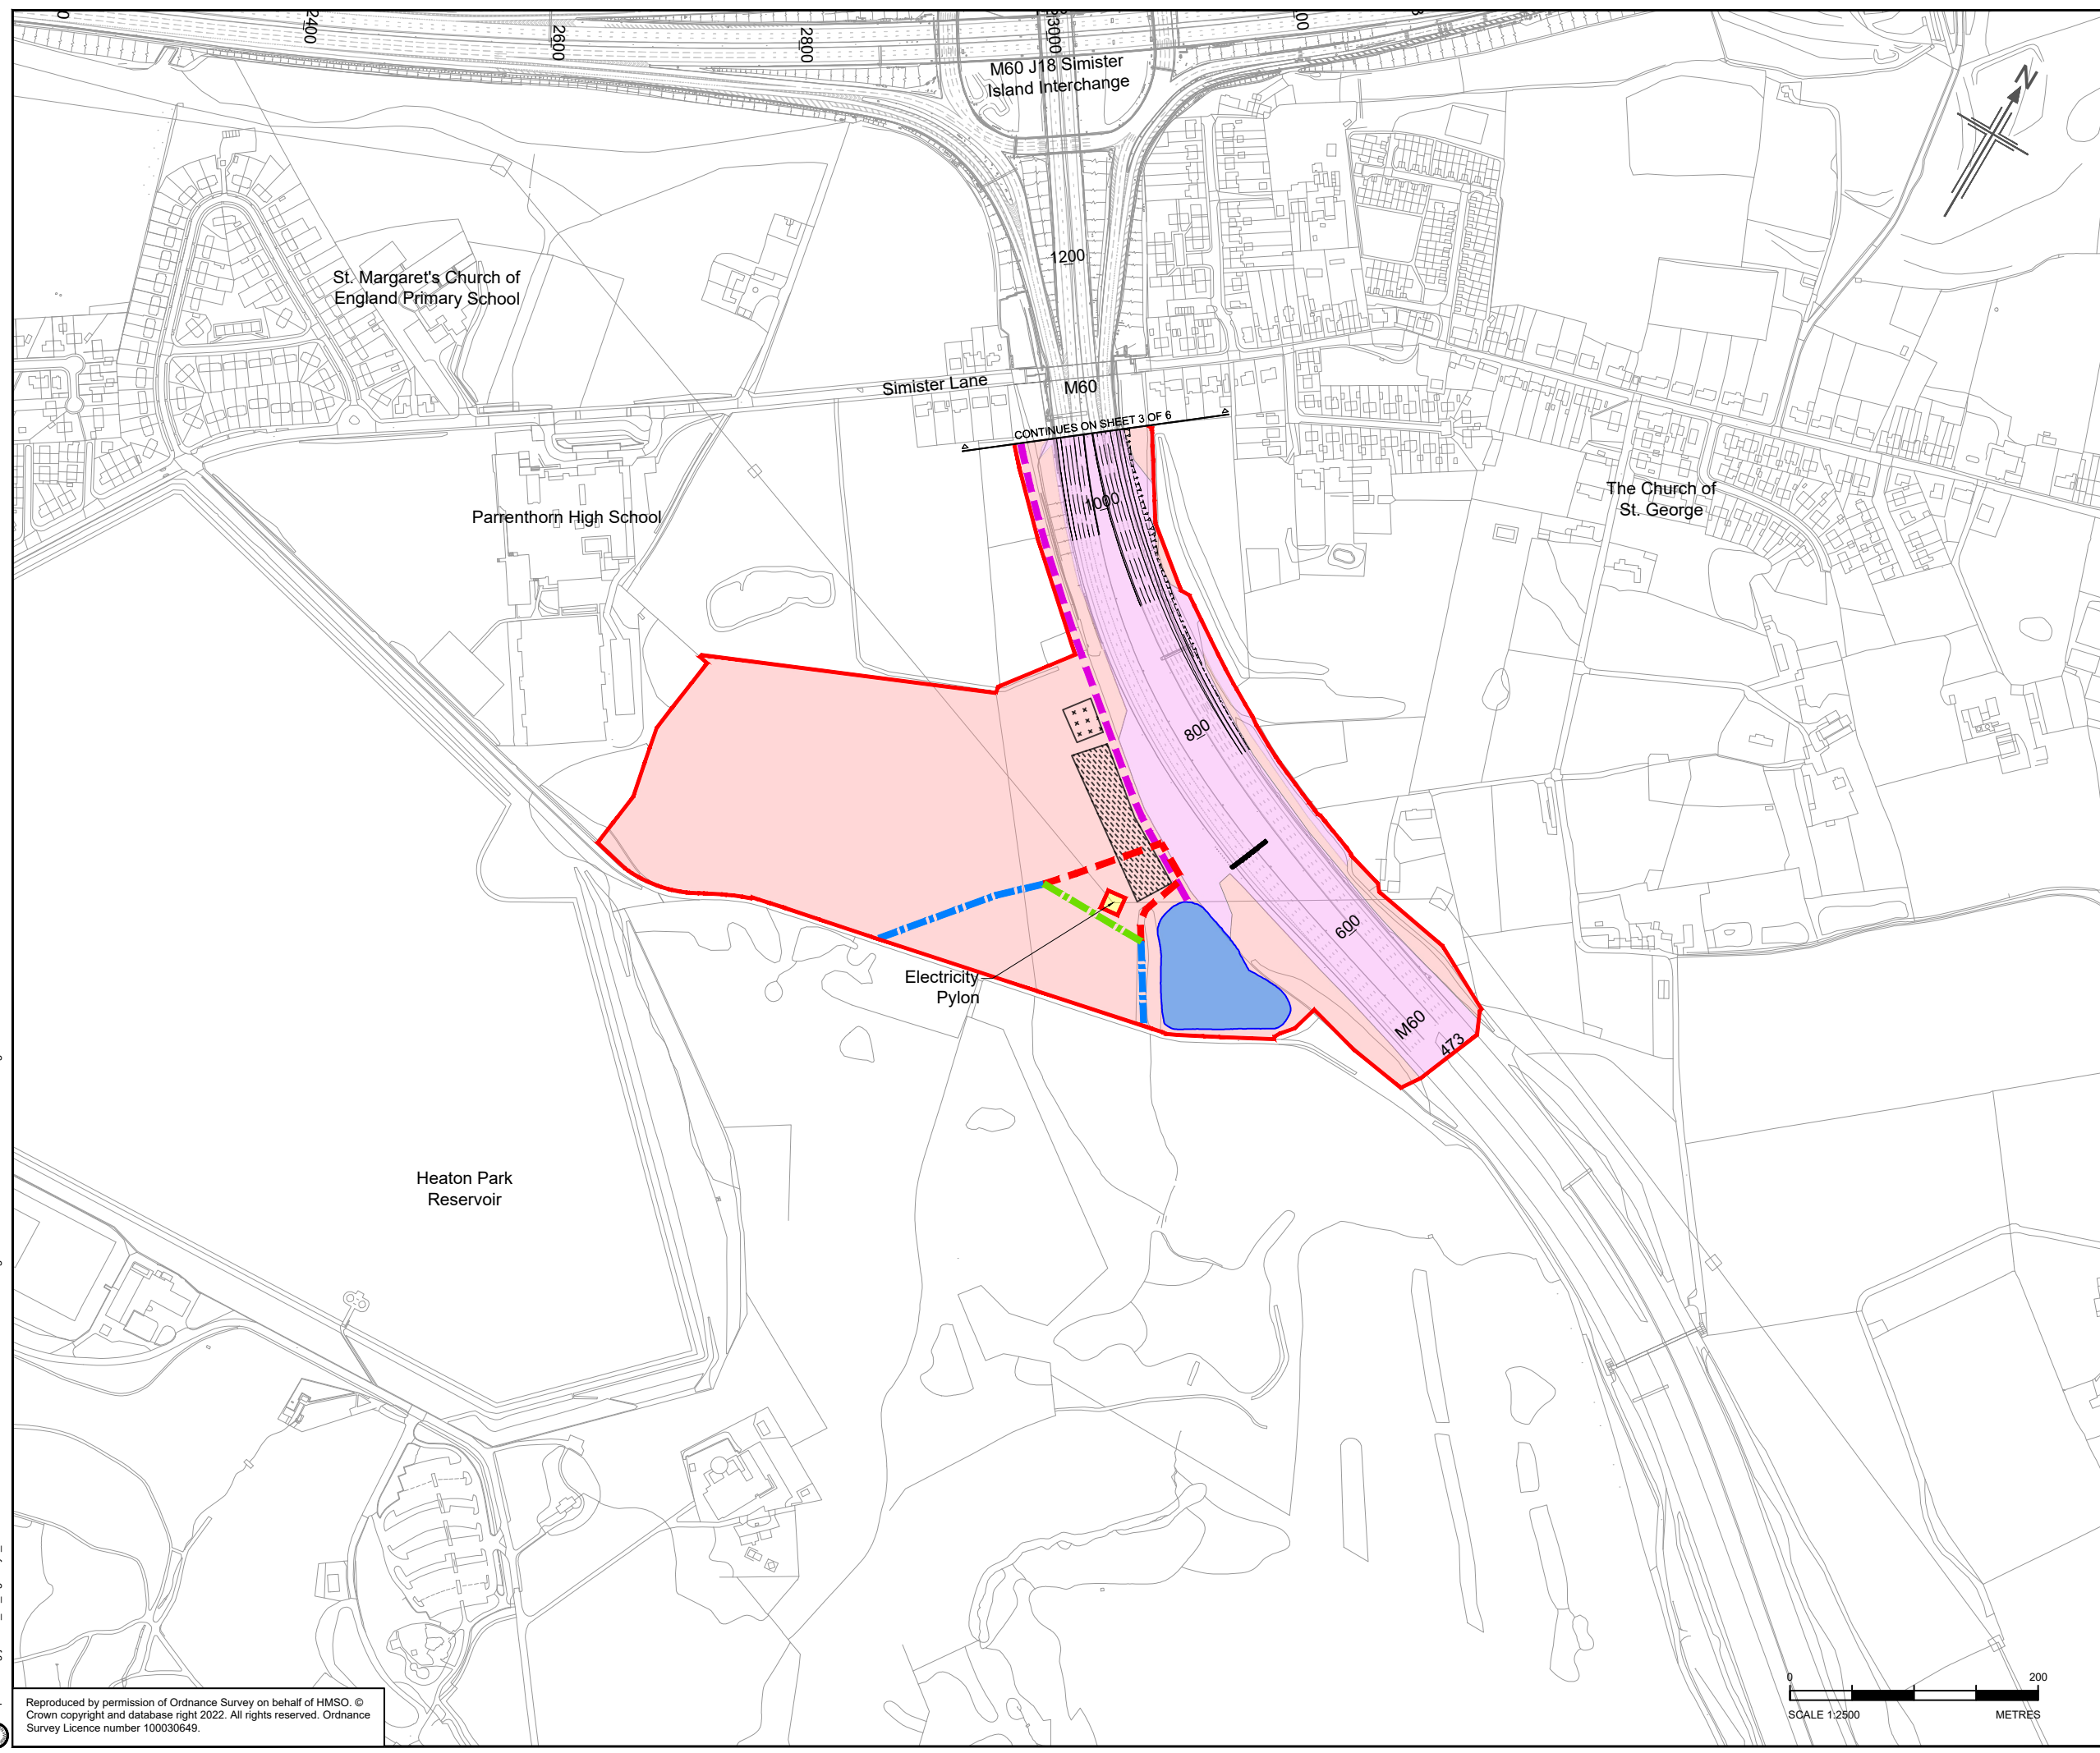 2400
2600
2800
3000
M60 J18 Simister
Island Interchange
N
1200
St. Margaret's Church of
England Primary School
Simister Lane
M60
CONTINUES ON SHEET 3 OF 6
1000
The Church of
St. George
Parrenthorn High School
800
600
Electricity
Pylon
M60
473
Heaton Park
Reservoir
0
200
SCALE 1:2500
METRES
Reproduced by permission of Ordnance Survey on behalf of HMSO. ©
Crown copyright and database right 2022. All rights reserved. Ordnance
Survey Licence number 100030649.